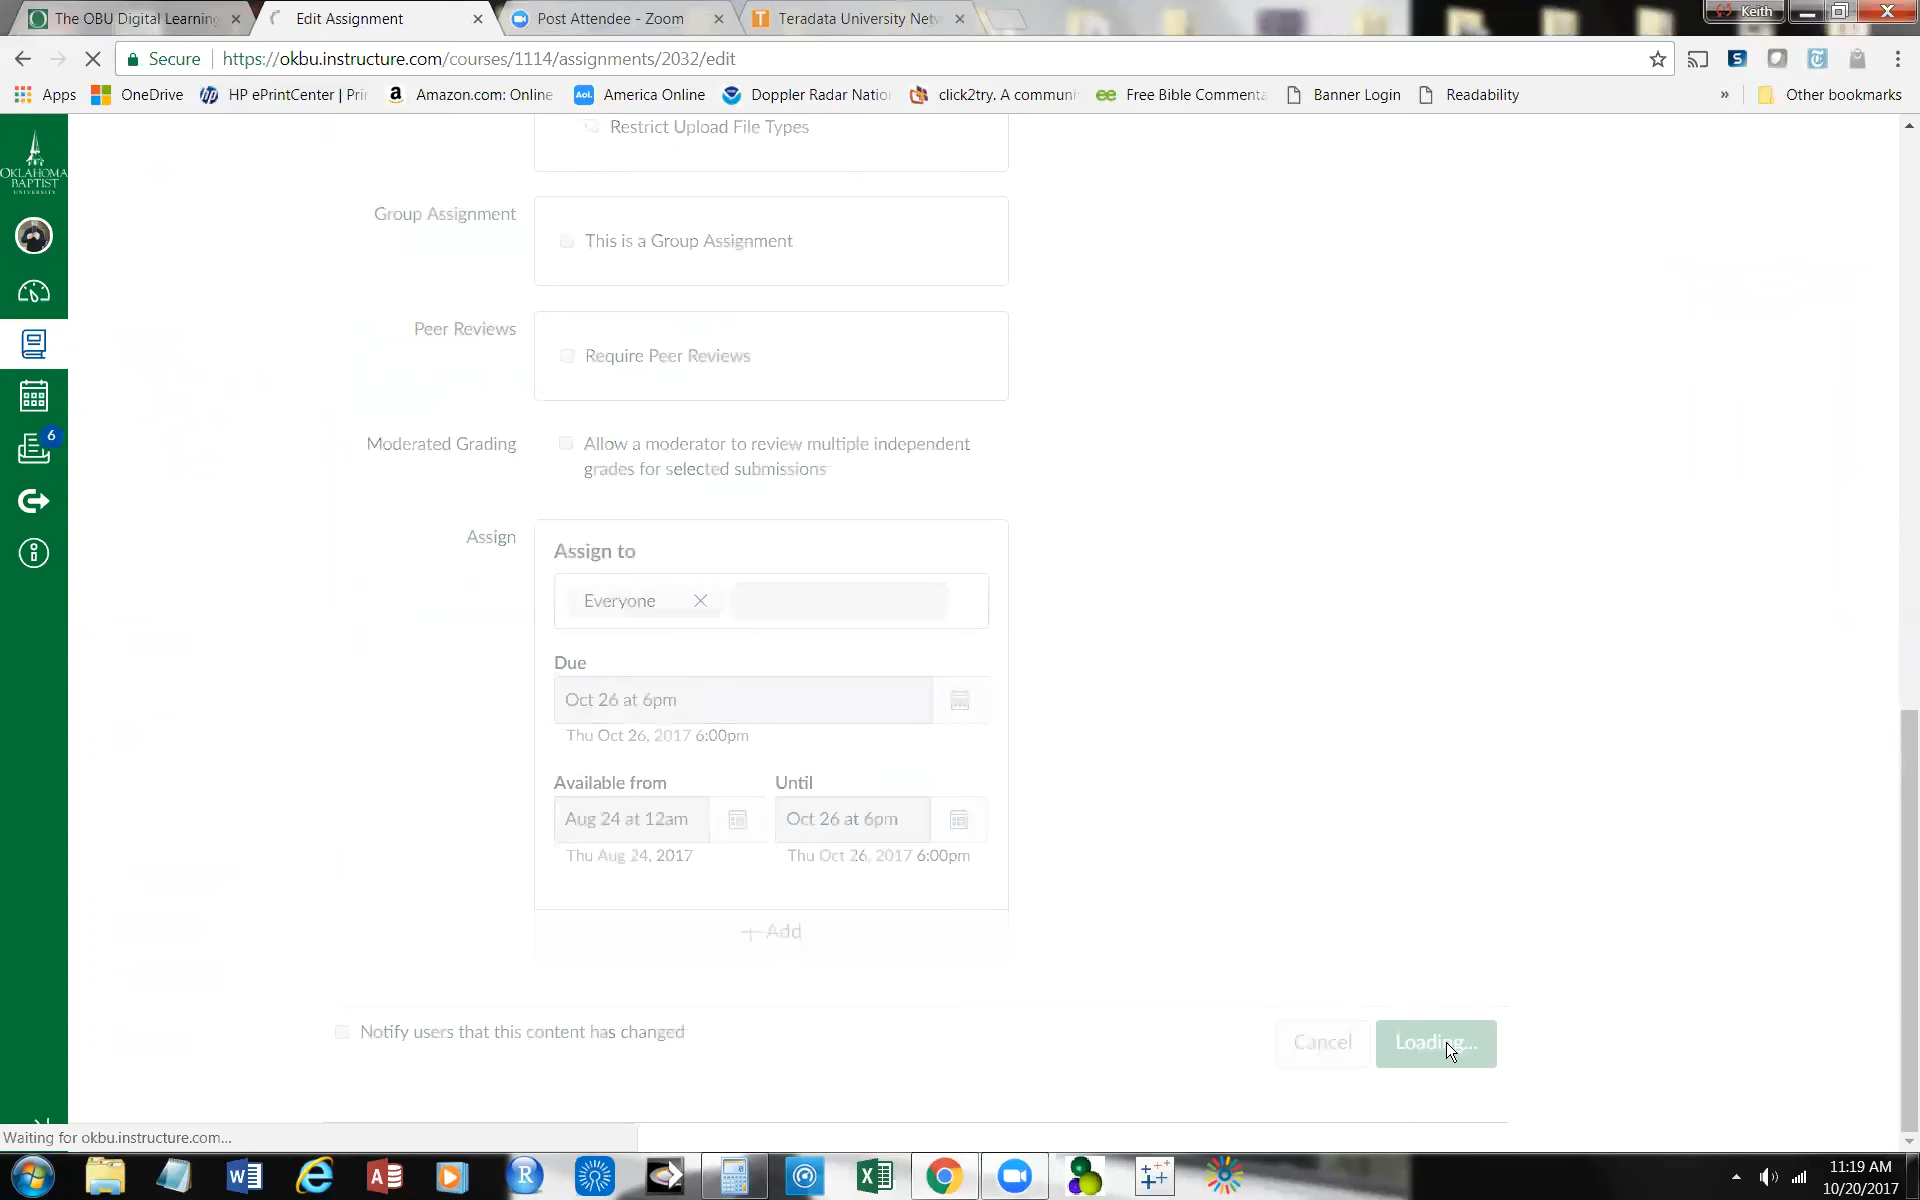 The OBU Digital Learning
Edit Assignment
Post Attendee - Zoom
Teradata University Netw
Keith
Secure
https://okbu.instructure.com/courses/1114/assignments/2032/edit
Apps
OneDrive
HP ePrintCenter | Prin
Amazon.com: Online
America Online
Doppler Radar Nation
click2try. A communi
Free Bible Commenta
Banner Login
Readability
»
Other bookmarks
OKLAHOMA
BAPTIST
UNIVERSITY
6
Restrict Upload File Types
Group Assignment
This is a Group Assignment
Peer Reviews
Require Peer Reviews
Moderated Grading
Allow a moderator to review multiple independent
grades for selected submissions
Assign
Assign to
Everyone
Due
Oct 26 at 6pm
Thu Oct 26, 2017 6:00pm
Available from
Until
Aug 24 at 12am
Oct 26 at 6pm
Thu Aug 24, 2017
Thu Oct 26, 2017 6:00pm
+ Add
Notify users that this content has changed
Cancel
Loading...
Waiting for okbu.instructure.com...
11:19 AM
10/20/2017